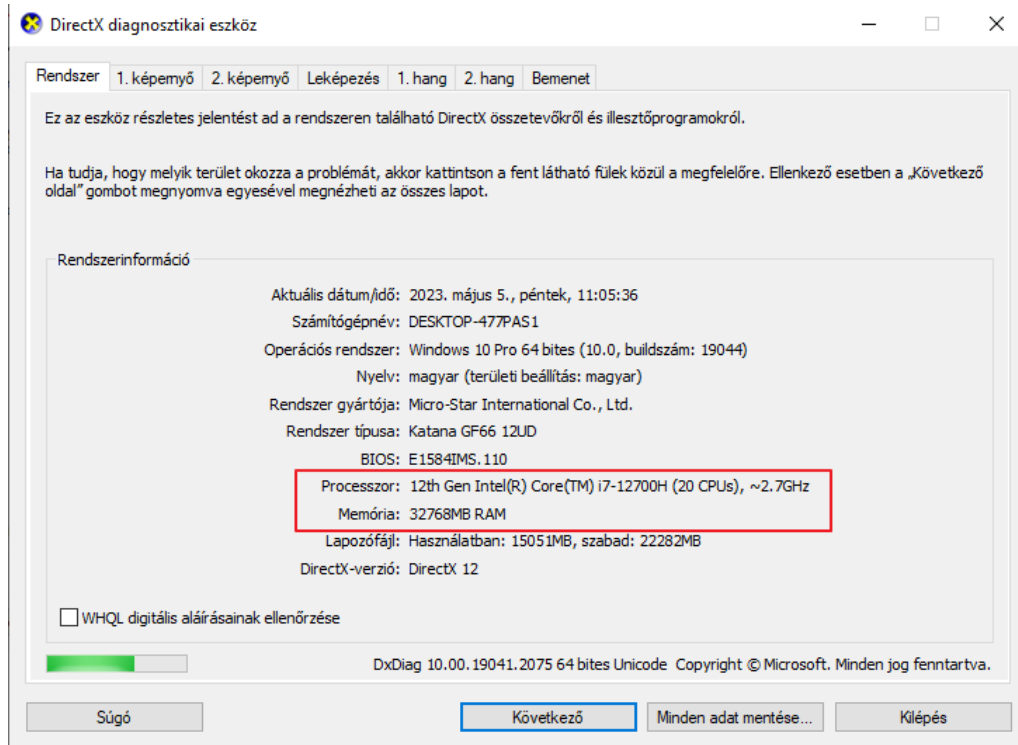 DirectX diagnosztikai eszköz
Rendszer 1. képernyő 2. képernyő Leképezés 1. hang 2. hang Bemenet
Ez az eszköz részletes jelentést ad a rendszeren található DirectX összetevőkről és illesztőprogramokról.
Ha tudja, hogy melyik terület okozza a problémát, akkor kattintson a fent látható fülek közül a megfelelőre. Ellenkező esetben a „Következő
oldal” gombot megnyomva egyesével megnézheti az összes lapot.
Rendszerinformáció
Aktuális dátum/idő: 2023. május 5., péntek, 11:05:36
Számítógépnév: DESKTOP-477PAS1
Operációs rendszer: Windows 10 Pro 64 bites (10.0, buildszám: 19044)
Nyelv: magyar (területi beállítás: magyar)
Rendszer gyártója: Micro-Star International Co., Ltd.
Rendszer típusa: Katana GF66 12UD
BIOS: E1584IMS.110
Processzor: 12th Gen Intel(R) Core(TM) i7-12700H (20 CPUs), ~2.7GHz
Memória: 32768MB RAM
Lapozófájl: Használatban: 15051MB, szabad: 22282MB
DirectX-verzió: DirectX 12
WHQL digitális aláírásainak ellenőrzése
DxDiag 10.00.19041.2075 64 bites Unicode Copyright © Microsoft. Minden jog fenntartva.
Súgó Következő Minden adat mentése... Kilépés